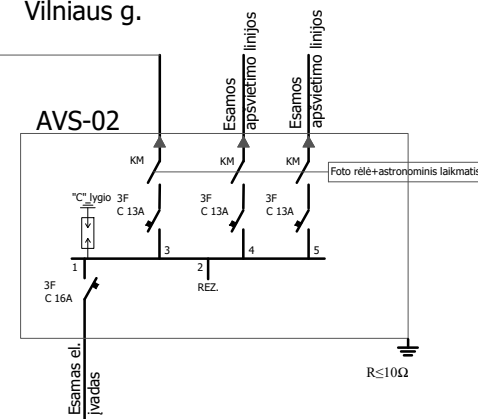 Vilniaus g.
Esamos
apšvietimo linijos
Esamos
apšvietimo linijos
AVS-02
KM
KM
KM
Foto rėlė+astronominis laikmatis
"C" lygio
3F
C 13A
3F
C 13A
3F
C 13A
3
4
5
1
2
REZ.
3F
C 16A
Esamas el.
įvadas
R≤10Ω